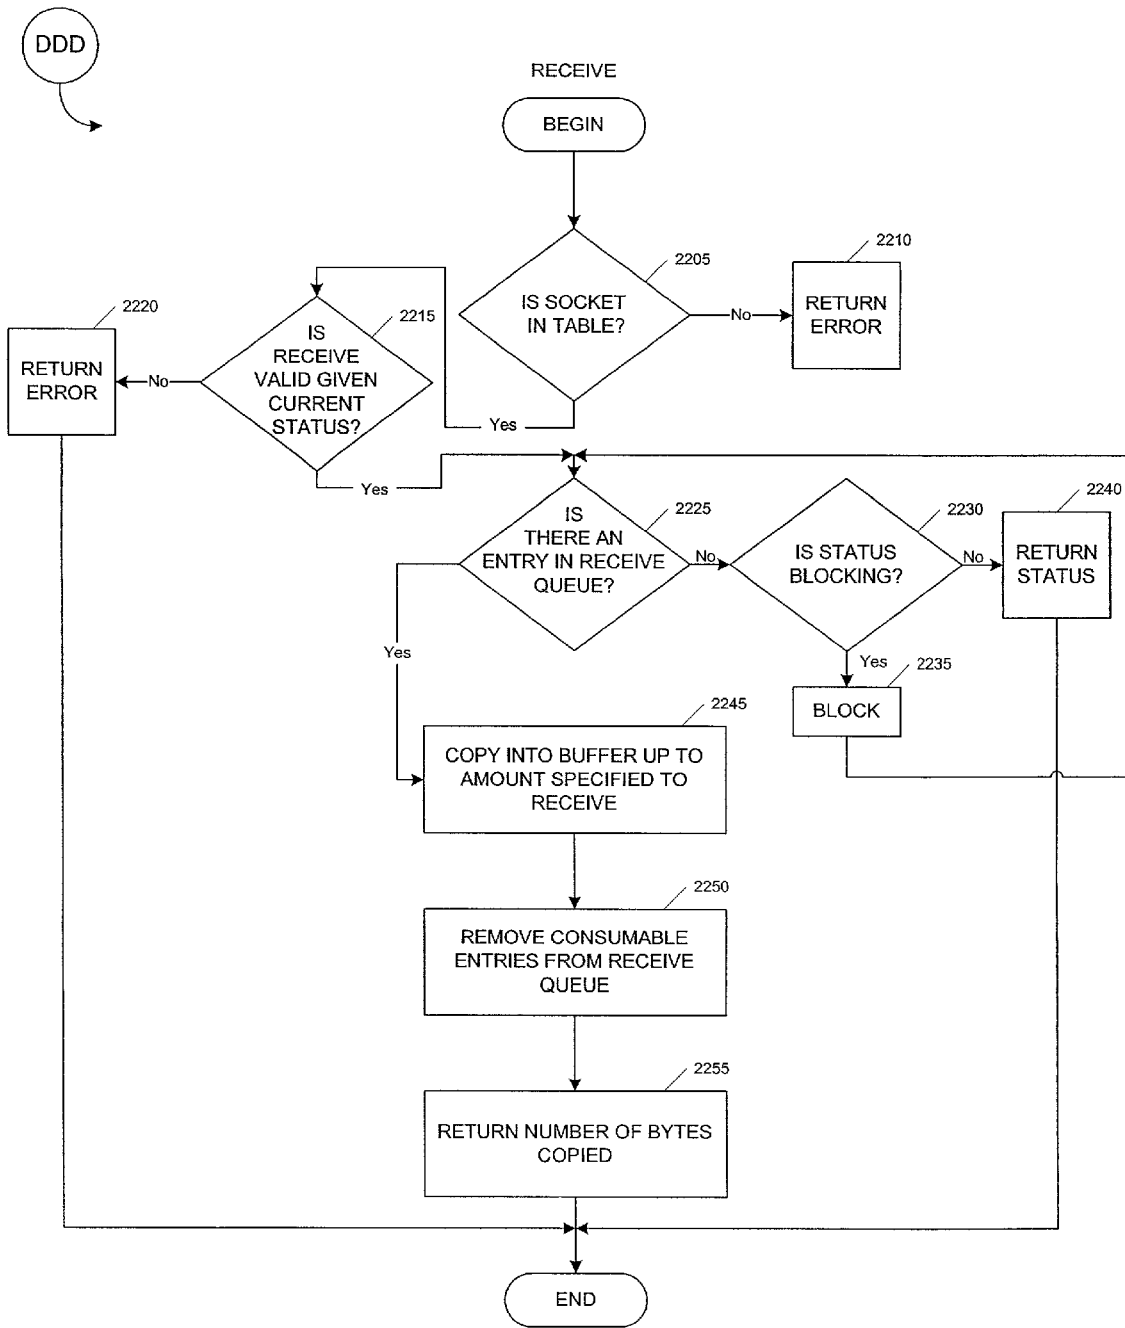 DDD
RECEIVE
BEGIN
2205
IS SOCKET
IN TABLE?
No
2210
RETURN
ERROR
Yes
2215
IS
RECEIVE
VALID GIVEN
CURRENT
STATUS?
No
2220
RETURN
ERROR
Yes
2225
IS
THERE AN
ENTRY IN RECEIVE
QUEUE?
No
2230
IS STATUS
BLOCKING?
No
2240
RETURN
STATUS
Yes
2235
BLOCK
Yes
2245
COPY INTO BUFFER UP TO
AMOUNT SPECIFIED TO
RECEIVE
2250
REMOVE CONSUMABLE
ENTRIES FROM RECEIVE
QUEUE
2255
RETURN NUMBER OF BYTES
COPIED
END